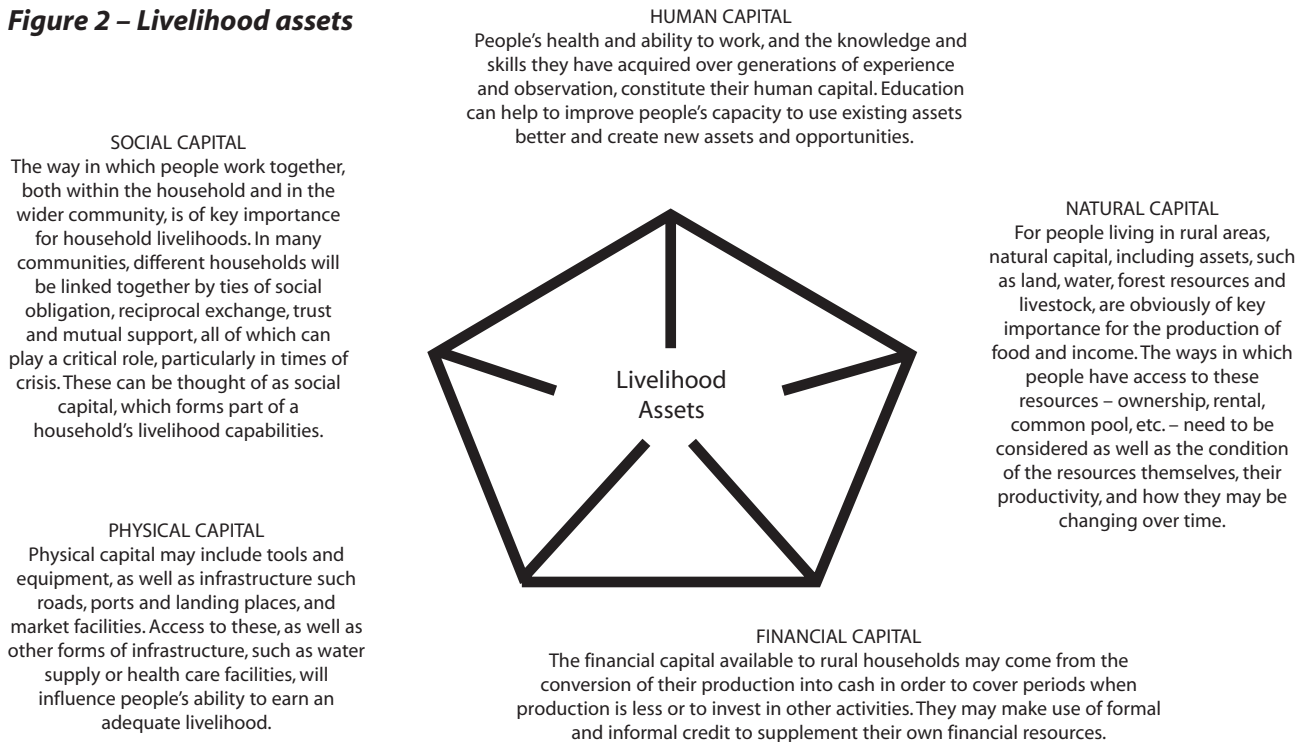 Figure 2 – Livelihood assets
HUMAN CAPITAL
People's health and ability to work, and the knowledge and
skills they have acquired over generations of experience
and observation, constitute their human capital. Education
can help to improve people's capacity to use existing assets
better and create new assets and opportunities.
SOCIAL CAPITAL
The way in which people work together,
both within the household and in the
wider community, is of key importance
for household livelihoods. In many
communities, different households will
be linked together by ties of social
obligation, reciprocal exchange, trust
and mutual support, all of which can
play a critical role, particularly in times of
crisis. These can be thought of as social
capital, which forms part of a
household's livelihood capabilities.
NATURAL CAPITAL
For people living in rural areas,
natural capital, including assets, such
as land, water, forest resources and
livestock, are obviously of key
importance for the production of
food and income. The ways in which
people have access to these
resources – ownership, rental,
common pool, etc. – need to be
considered as well as the condition
of the resources themselves, their
productivity, and how they may be
changing over time.
Livelihood
Assets
PHYSICAL CAPITAL
Physical capital may include tools and
equipment, as well as infrastructure such
roads, ports and landing places, and
market facilities. Access to these, as well as
other forms of infrastructure, such as water
supply or health care facilities, will
influence people's ability to earn an
adequate livelihood.
FINANCIAL CAPITAL
The financial capital available to rural households may come from the
conversion of their production into cash in order to cover periods when
production is less or to invest in other activities. They may make use of formal
and informal credit to supplement their own financial resources.